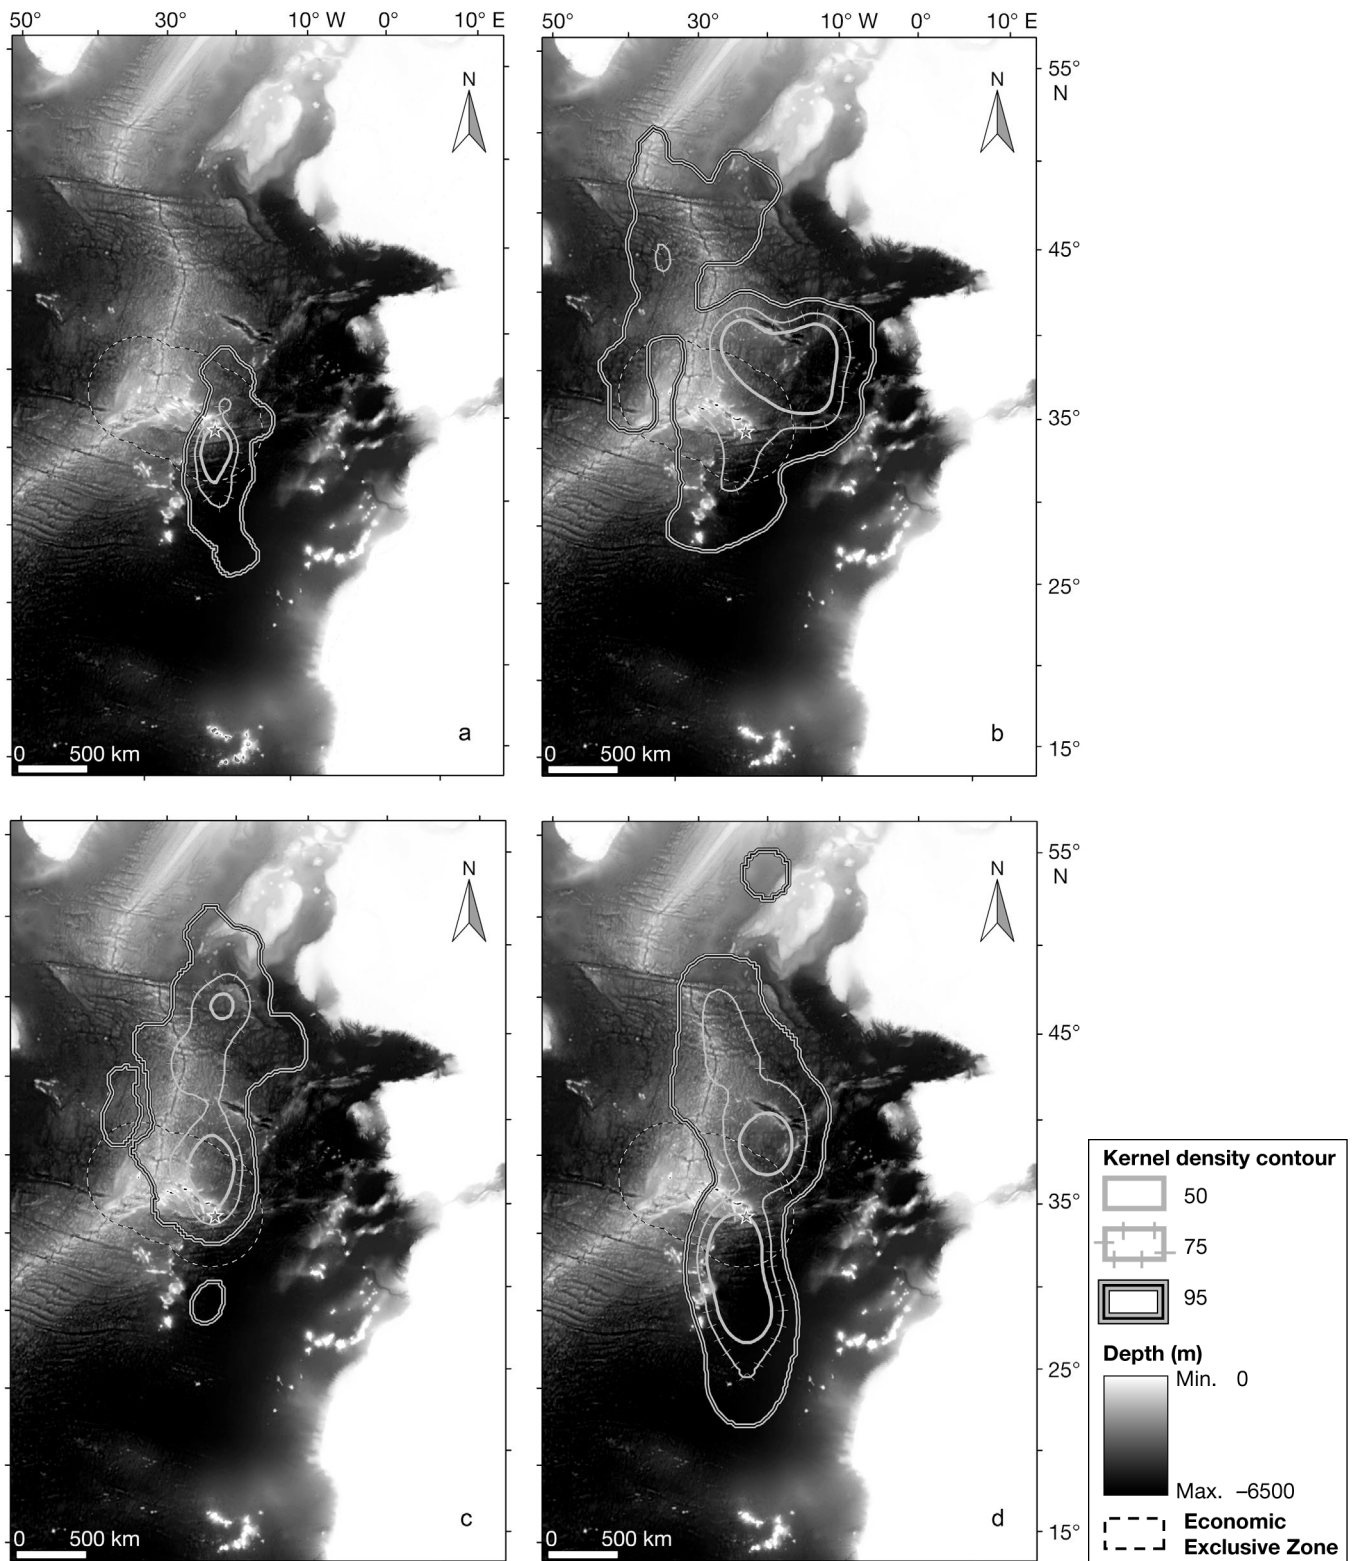 50° 30° 10° W 0° 10° E
50° 30° 10° W 0° 10° E
N
N
55°
N
45°
35°
25°
15°
a
b
0 500 km
0 500 km
N
N
55°
N
45°
35°
25°
15°
c
d
0 500 km
0 500 km
Kernel density contour
50
75
95
Depth (m)
Min. 0
Max. –6500
Economic
Exclusive Zone